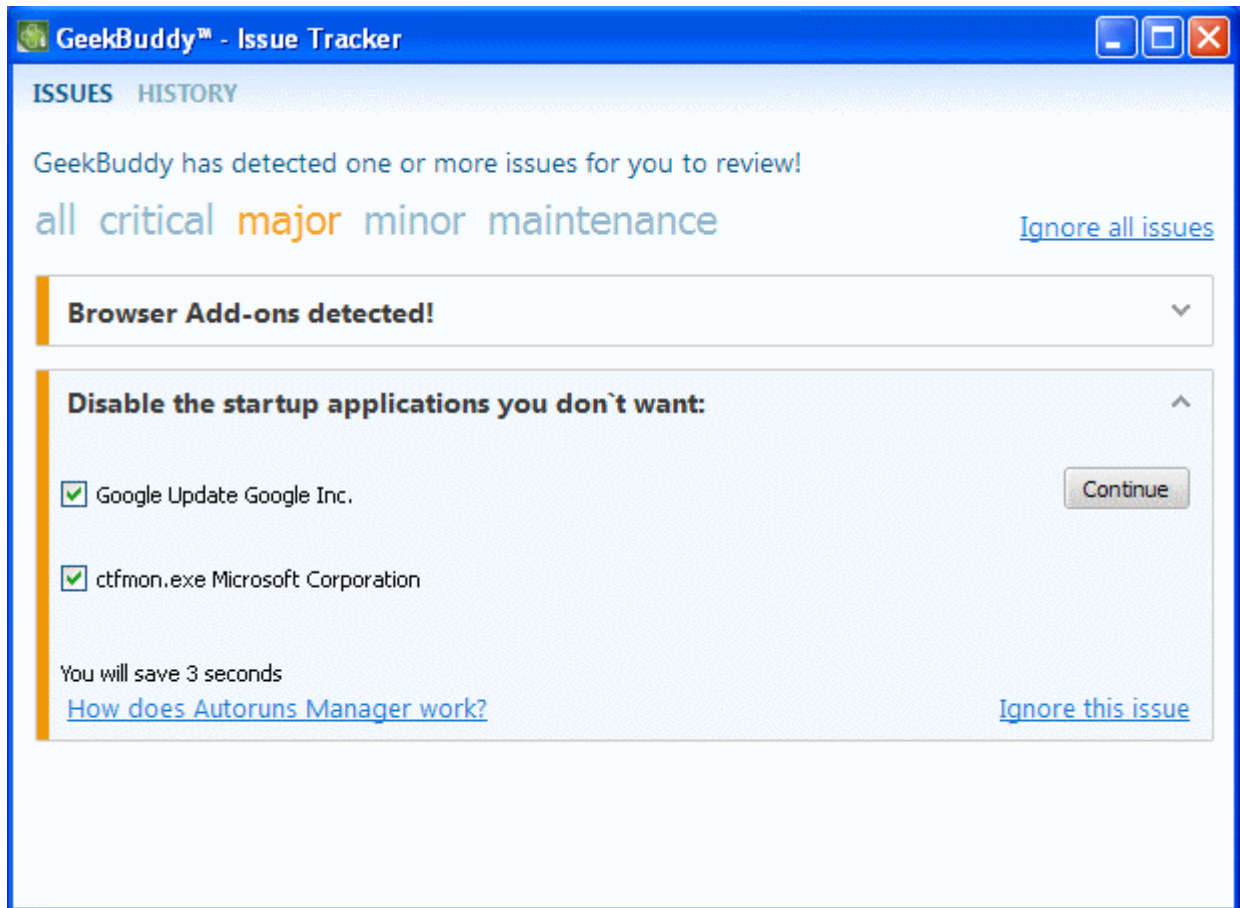 GeekBuddy™ - Issue Tracker
ISSUES HISTORY
GeekBuddy has detected one or more issues for you to review!
all critical major minor maintenance
Ignore all issues
Browser Add-ons detected!
Disable the startup applications you don`t want:
Google Update Google Inc.
Continue
ctfmon.exe Microsoft Corporation
You will save 3 seconds
How does Autoruns Manager work?
Ignore this issue